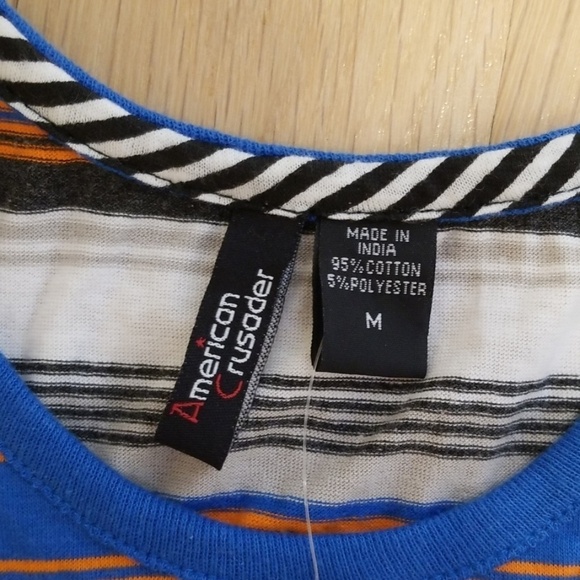 American
Crusader
MADE IN
INDIA
95% COTTON
5% POLYESTER
M